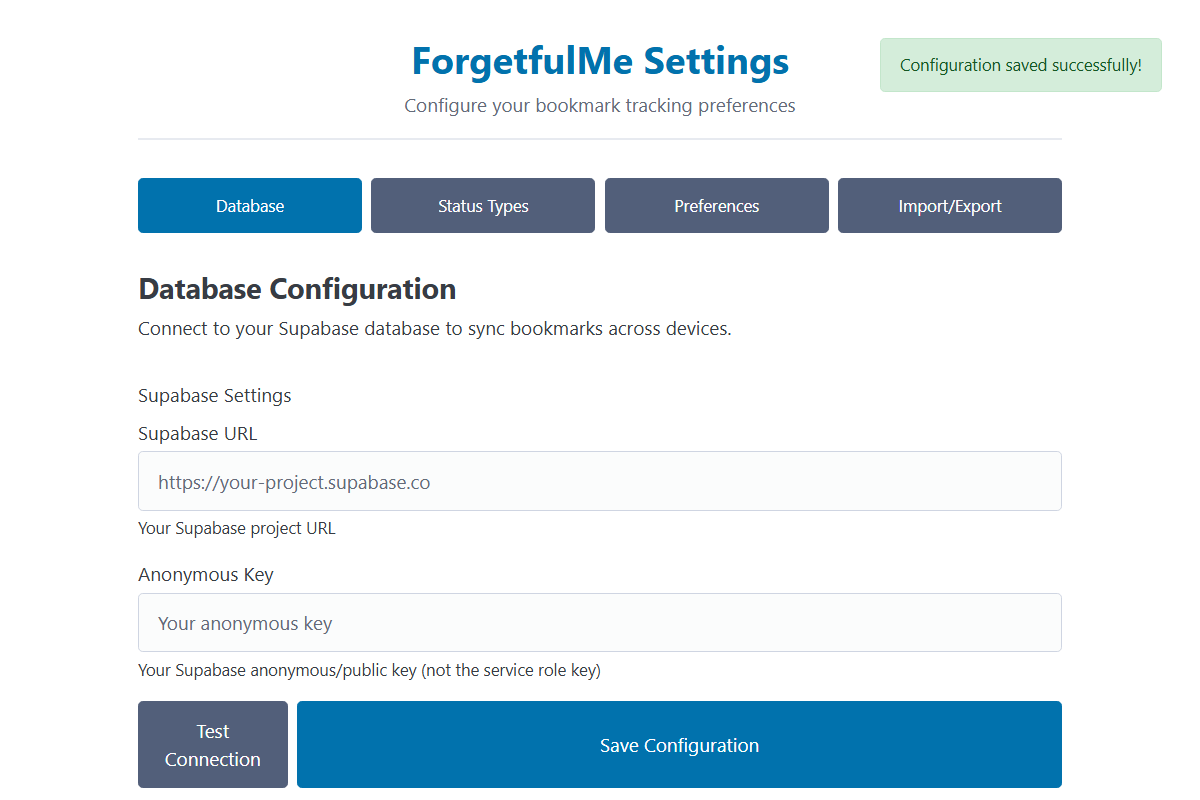 ForgetfulMe Settings
Configuration saved successfully!
Configure your bookmark tracking preferences
Database
Status Types
Preferences
Import/Export
Database Configuration
Connect to your Supabase database to sync bookmarks across devices.
Supabase Settings
Supabase URL
https://your-project.supabase.co
Your Supabase project URL
Anonymous Key
Your anonymous key
Your Supabase anonymous/public key (not the service role key)
Test
Connection
Save Configuration